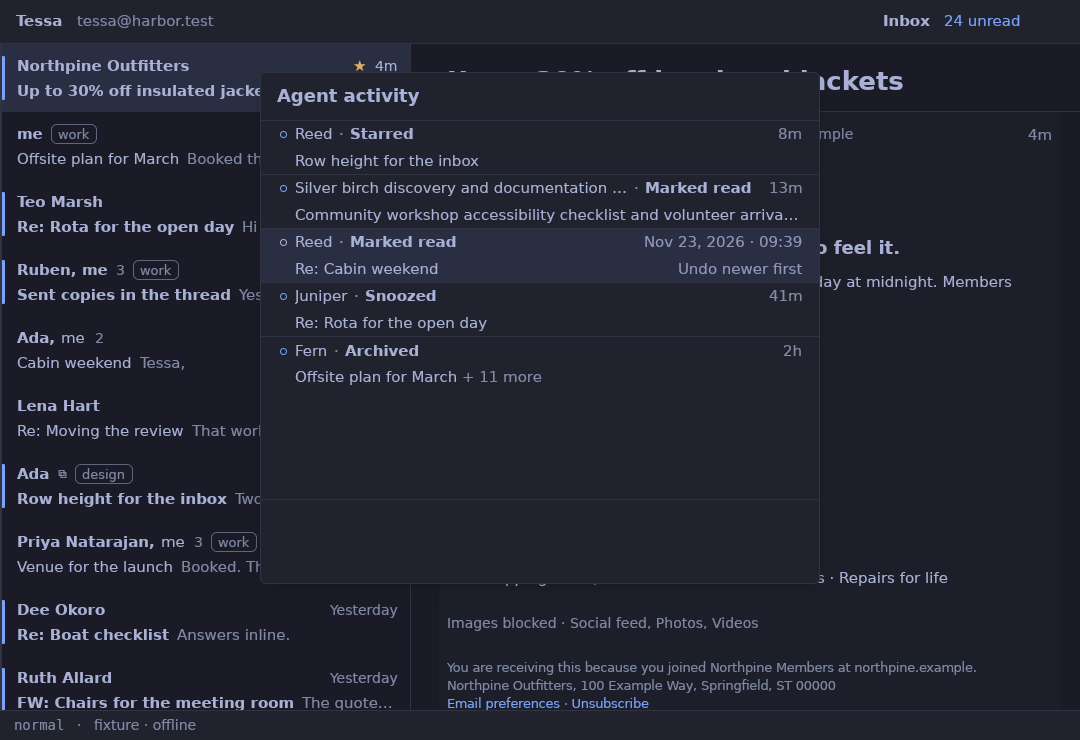 Tessa tessa@harbor.test
Inbox 24 unread
Northpine Outfitters ★ 4m
Up to 30% off insulated
me work
Offsite plan for March Booked
Teo Marsh
Re: Rota for the open day Hi
Ruben, me 3 work
Sent copies in the thread
Ada, me 2
Cabin weekend Tessa,
Lena Hart
Re: Moving the review That
Ada design
Row height for the inbox
Priya Natarajan, me 3 work
Venue for the launch Booked.
Dee Okoro Yesterday
Re: Boat checklist Answers inline.
Ruth Allard Yesterday
FW: Chairs for the meeting room The quote…
Agent activity
Reed · Starred 8m
Row height for the inbox
Silver birch discovery and documentation … · Marked read 13m
Community workshop accessibility checklist and volunteer arriva…
Reed · Marked read Nov 23, 2026 · 09:39
Re: Cabin weekend Undo newer first
Juniper · Snoozed 41m
Re: Rota for the open day
Fern · Archived 2h
Offsite plan for March + 11 more
4m
feel it.
at midnight. Members
· Repairs for life
Images blocked · Social feed, Photos, Videos
You are receiving this because you joined Northpine Members at northpine.example.
Northpine Outfitters, 100 Example Way, Springfield, ST 00000
Email preferences · Unsubscribe
normal · fixture · offline